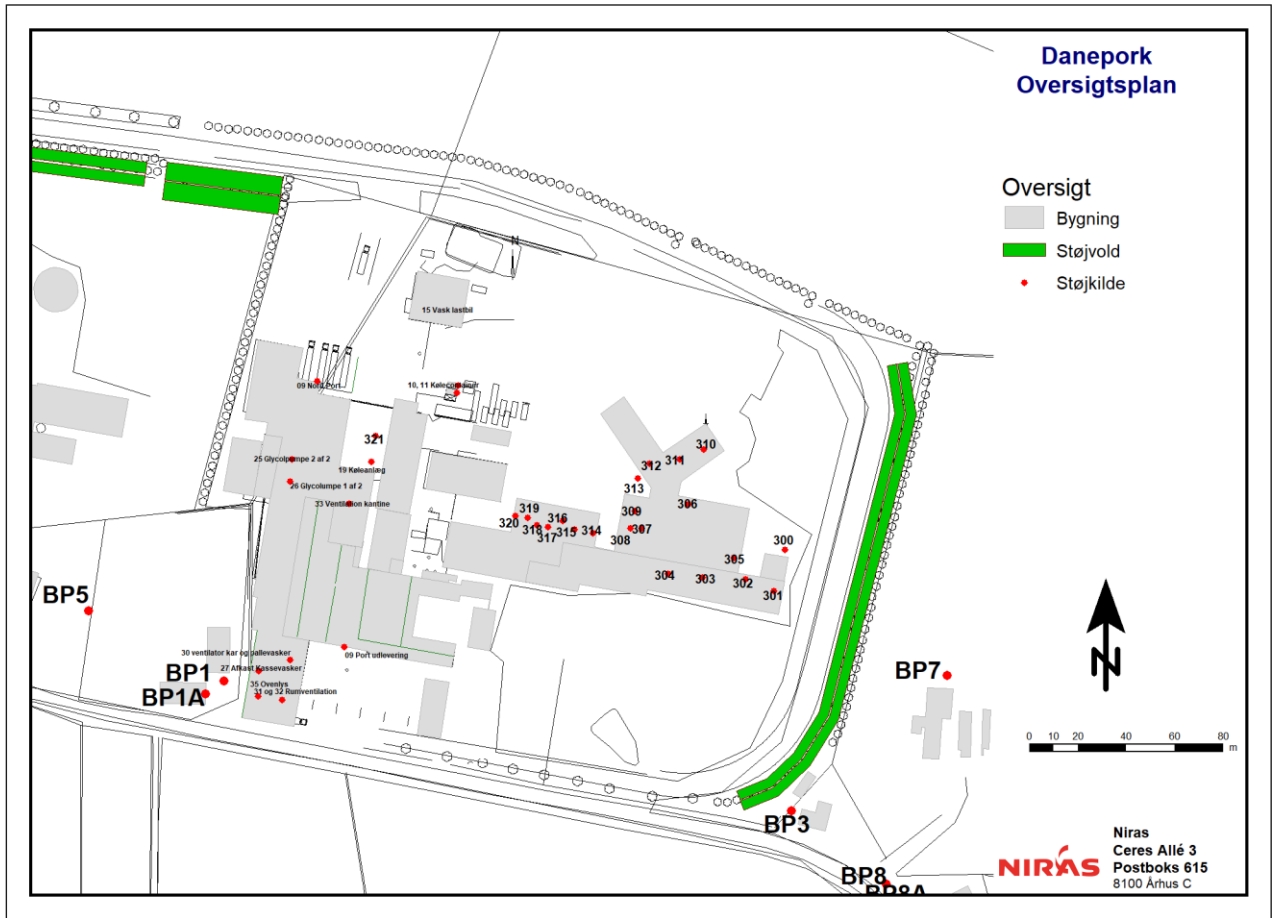 Danepork
Oversigtsplan
Oversigt
Bygning
Støjvold
Støjkilde
N
15 Vask lastbil
09 Nord Port
10, 11 Kølecontainer
321
19 Køleanlæg
25 Glycolpumpe 2 af 2
26 Glycolumpe 1 af 2
33 Ventilation kantine
310
311
312
313
306
309
307
308
319
316
320
318
317
315
314
300
305
304
303
302
301
BP5
BP1
BP1A
30 ventilator kar og pallevasker
27 Afkast Kassevasker
35 Ovenlys
31 og 32 Rumventilation
09 Port udlevering
BP7
BP3
BP8
BP8A
N
0 10 20 40 60 80
m
NIRAS
Niras
Ceres Allé 3
Postboks 615
8100 Århus C